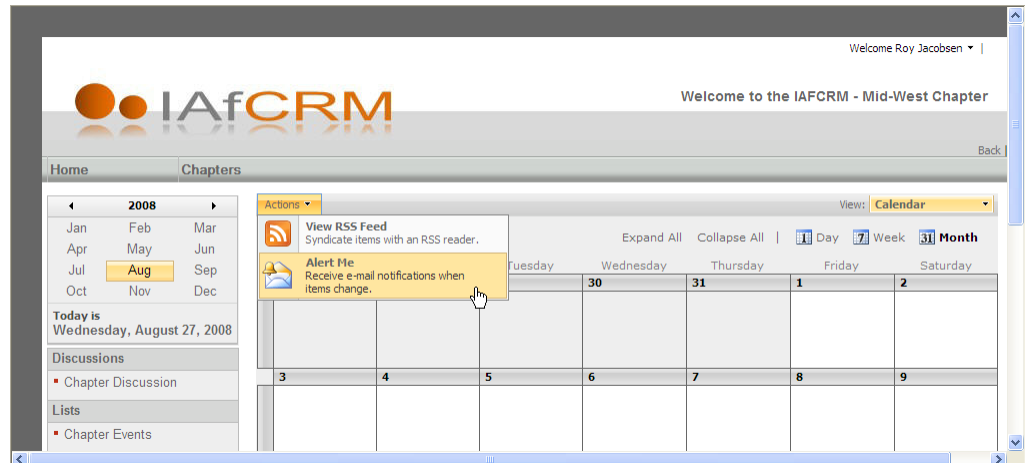 Welcome Roy Jacobsen
IAfCRM
Welcome to the IAFCRM - Mid-West Chapter
Back
Home Chapters
2008
Jan Feb Mar
Apr May Jun
Jul Aug Sep
Oct Nov Dec
Today is
Wednesday, August 27, 2008
Discussions
Chapter Discussion
Lists
Chapter Events
Actions
View: Calendar
View RSS Feed
Syndicate items with an RSS reader.
Alert Me
Receive e-mail notifications when
items change.
Expand All Collapse All | 1 Day 7 Week 31 Month
Wednesday Thursday Friday Saturday
30 31 1 2
3 4 5 6 7 8 9